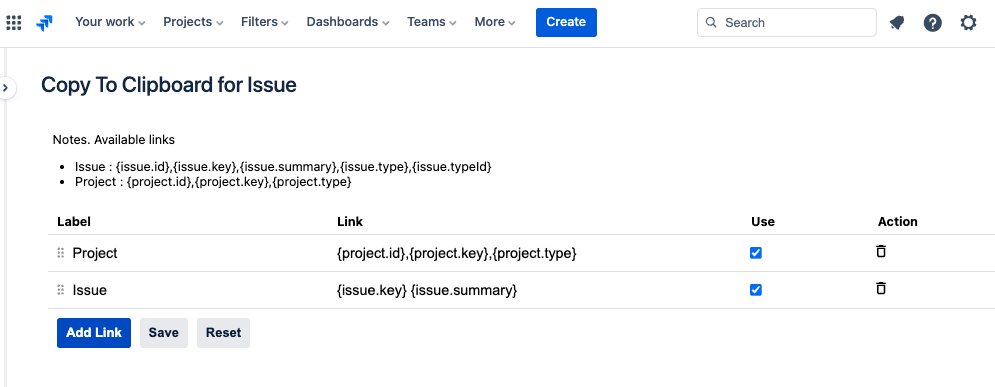 Your work Projects Filters Dashboards Teams More Create Search
Copy To Clipboard for Issue
Notes. Available links
• Issue : {issue.id},{issue.key},{issue.summary},{issue.type},{issue.typeId}
• Project : {project.id},{project.key},{project.type}
Label Link Use Action
Project {project.id},{project.key},{project.type}
Issue {issue.key} {issue.summary}
Add Link Save Reset